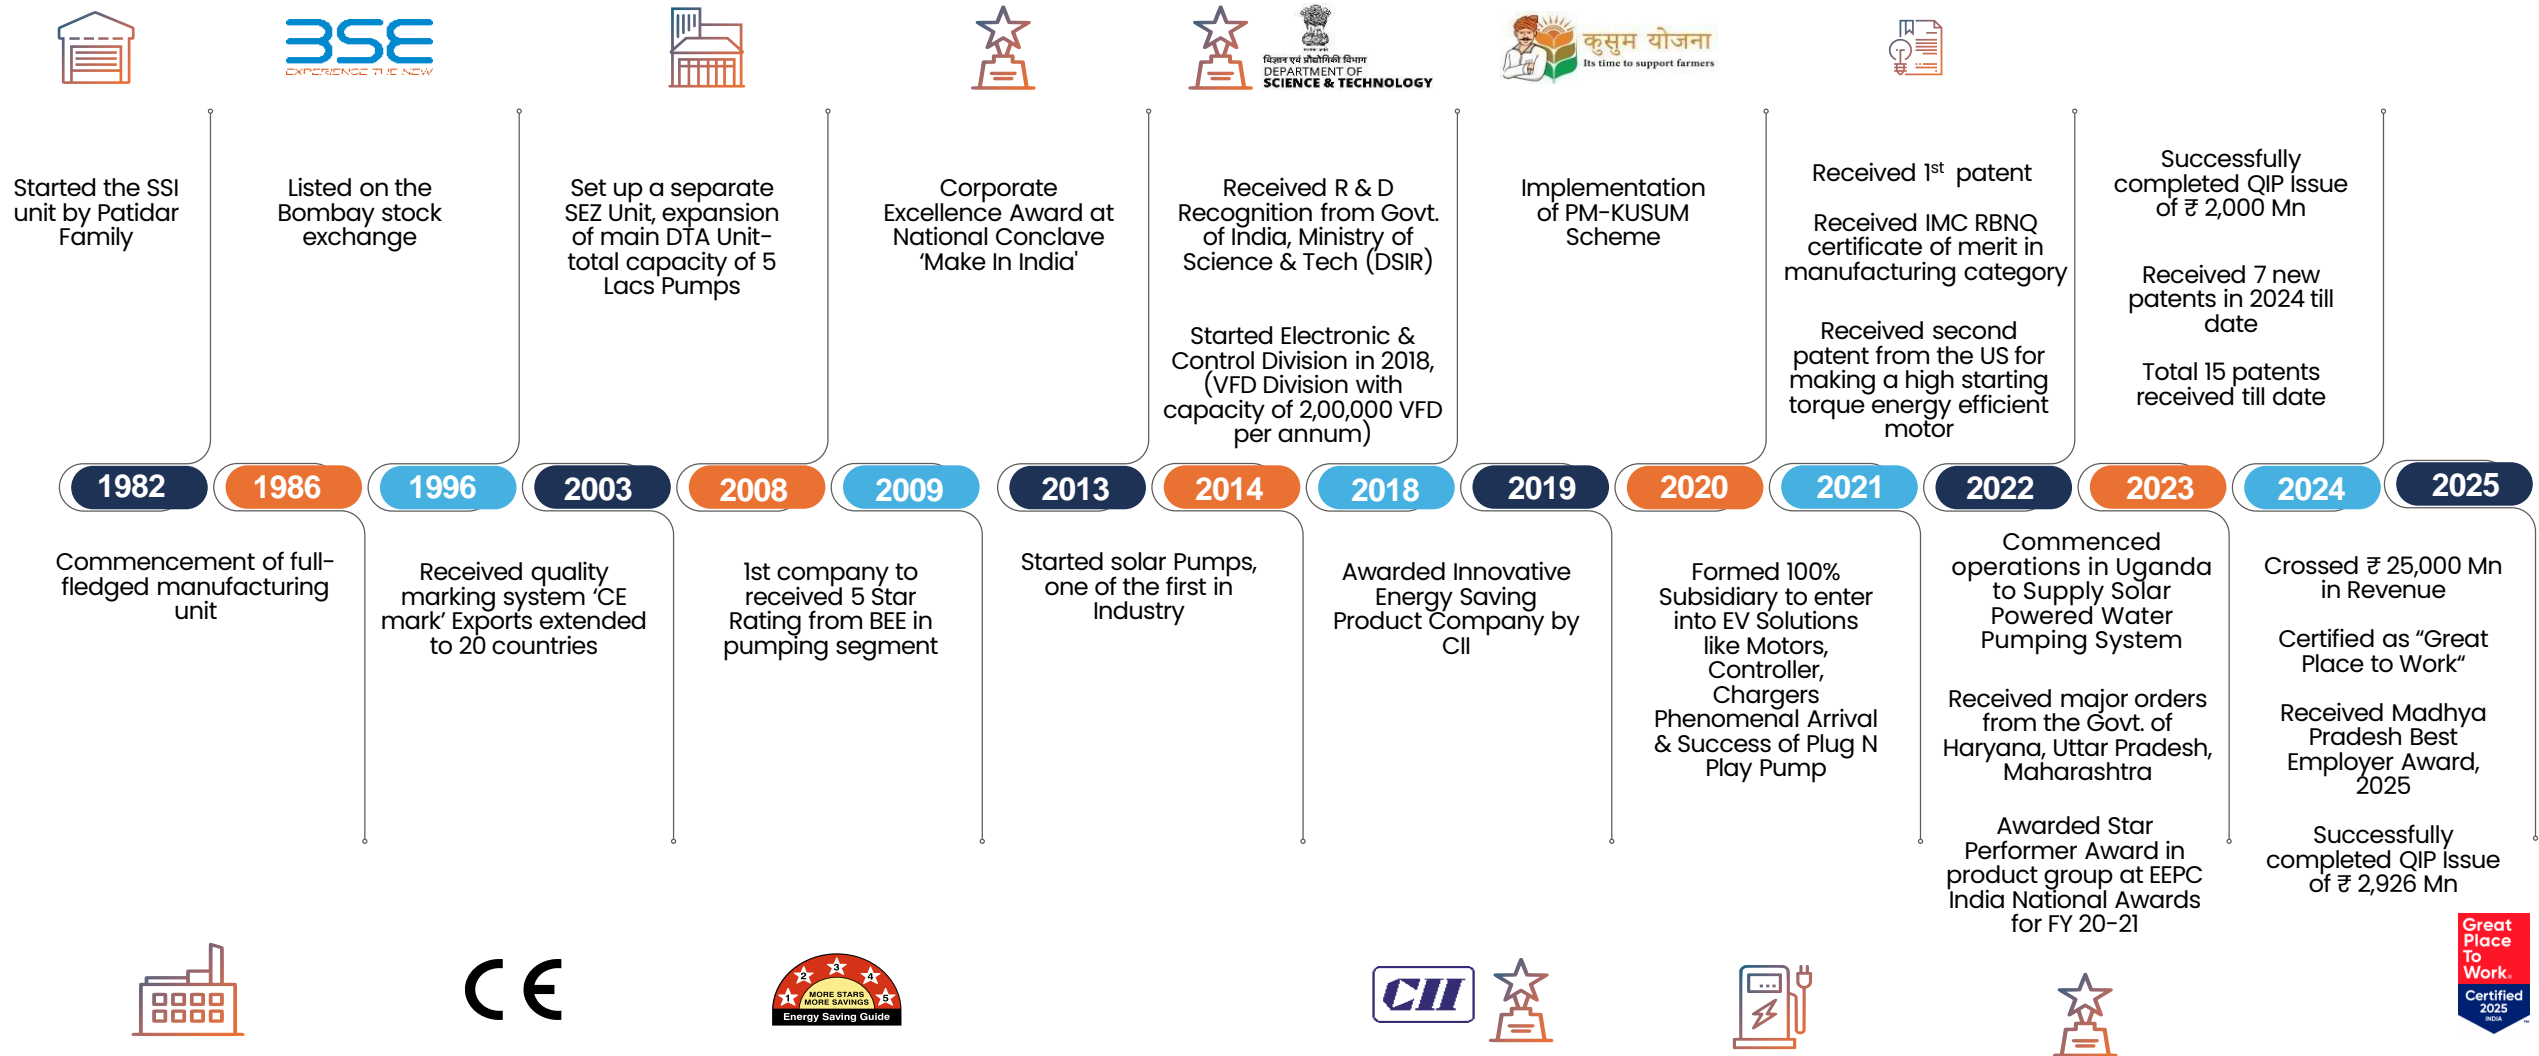 BSE
EXPERIENCE THE NEW
विज्ञान एवं प्रौद्योगिकी विभाग
DEPARTMENT OF
SCIENCE & TECHNOLOGY
कुसुम योजना
Its time to support farmers
Started the SSI
unit by Patidar
Family
Listed on the
Bombay stock
exchange
Set up a separate
SEZ Unit, expansion
of main DTA Unit-
total capacity of 5
Lacs Pumps
Corporate
Excellence Award at
National Conclave
‘Make In India'
Received R & D
Recognition from Govt.
of India, Ministry of
Science & Tech (DSIR)
Started Electronic &
Control Division in 2018,
(VFD Division with
capacity of 2,00,000 VFD
per annum)
Implementation
of PM-KUSUM
Scheme
Received 1st patent
Received IMC RBNQ
certificate of merit in
manufacturing category
Received second
patent from the US for
making a high starting
torque energy efficient
motor
Successfully
completed QIP Issue
of ₹ 2,000 Mn
Received 7 new
patents in 2024 till
date
Total 15 patents
received till date
1982
1986
1996
2003
2008
2009
2013
2014
2018
2019
2020
2021
2022
2023
2024
2025
Commencement of full-
fledged manufacturing
unit
Received quality
marking system ‘CE
mark’ Exports extended
to 20 countries
1st company to
received 5 Star
Rating from BEE in
pumping segment
Started solar Pumps,
one of the first in
Industry
Awarded Innovative
Energy Saving
Product Company by
CII
Formed 100%
Subsidiary to enter
into EV Solutions
like Motors,
Controller,
Chargers
Phenomenal Arrival
& Success of Plug N
Play Pump
Commenced
operations in Uganda
to Supply Solar
Powered Water
Pumping System
Received major orders
from the Govt. of
Haryana, Uttar Pradesh,
Maharashtra
Awarded Star
Performer Award in
product group at EEPC
India National Awards
for FY 20-21
Crossed ₹ 25,000 Mn
in Revenue
Certified as “Great
Place to Work“
Received Madhya
Pradesh Best
Employer Award,
2025
Successfully
completed QIP Issue
of ₹ 2,926 Mn
CE
1 2 3 4 5
MORE STARS
MORE SAVINGS
Energy Saving Guide
CII
Great
Place
To
Work.
Certified
2025
INDIA